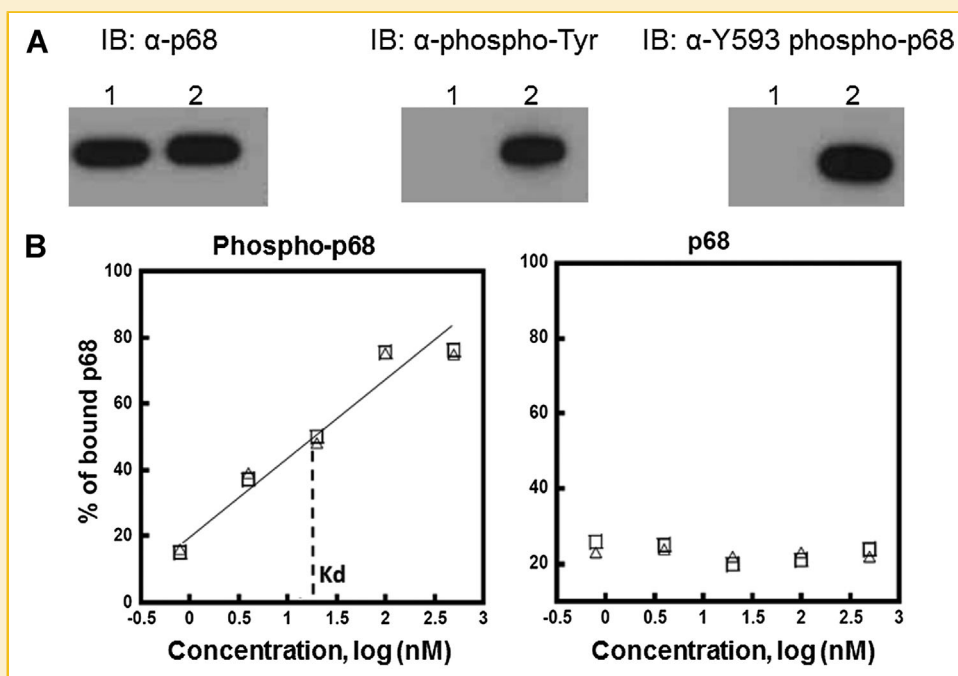 A
IB: α-p68
IB: α-phospho-Tyr
IB: α-Y593 phospho-p68
1 2
1 2
1 2
B
Phospho-p68
% of bound p68
100
80
60
40
20
0
Kd
-0.5 0 0.5 1 1.5 2 2.5 3
Concentration, log (nM)
p68
100
80
60
40
20
-0.5 0 0.5 1 1.5 2 2.5 3
Concentration, log (nM)